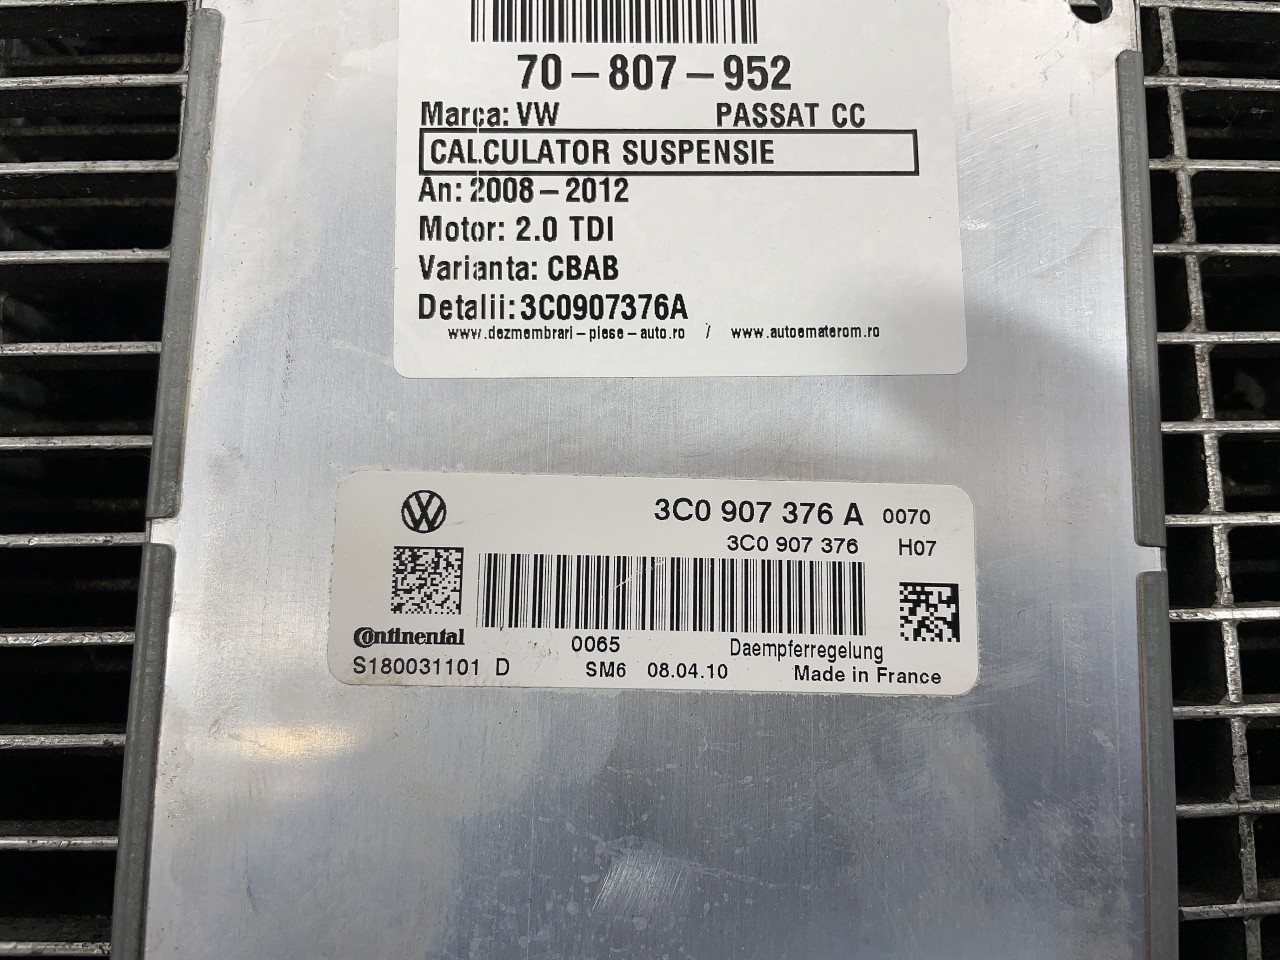 70-807-952
Marca: VW PASSAT CC
CALCULATOR SUSPENSIE
An: 2008-2012
Motor: 2.0 TDI
Varianta: CBAB
Detalii: 3C0907376A
www.dezmembrari-piese-auto.ro / www.autoematerom.ro
3C0 907 376 A 0070
3C0 907 376 H07
Continental 0065 Daempferregelung
S180031101 D SM6 08.04.10 Made in France